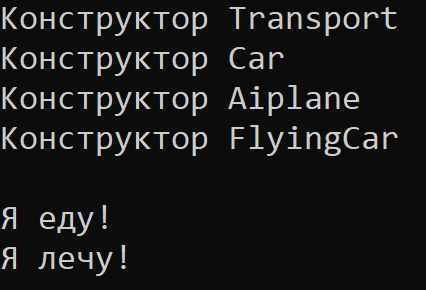 Конструктор Transport
Конструктор Car
Конструктор Aiplane
Конструктор FlyingCar
Я еду!
Я лечу!